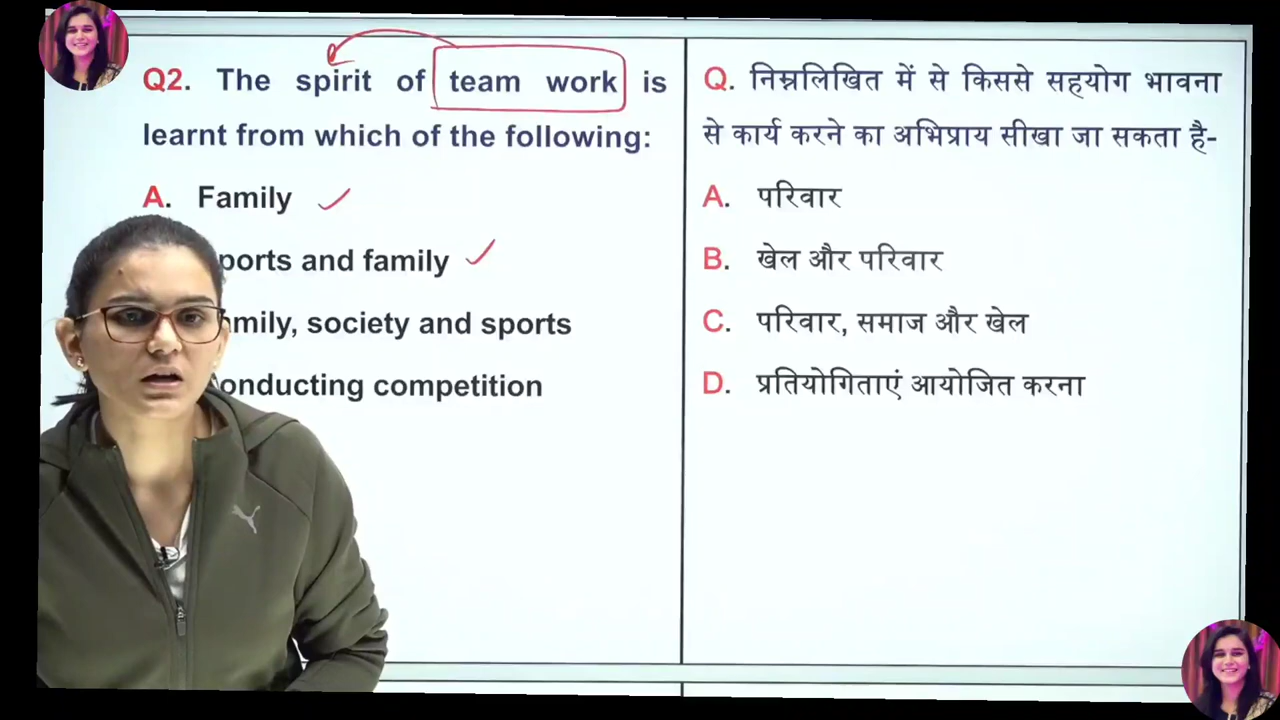 Q2. The spirit of team work is
learnt from which of the following:
A. Family
ports and family
mily, society and sports
onducting competition
Q. निम्नलिखित में से किससे सहयोग भावना
से कार्य करने का अभिप्राय सीखा जा सकता है-
A. परिवार
B. खेल और परिवार
C. परिवार, समाज और खेल
D. प्रतियोगिताएं आयोजित करना